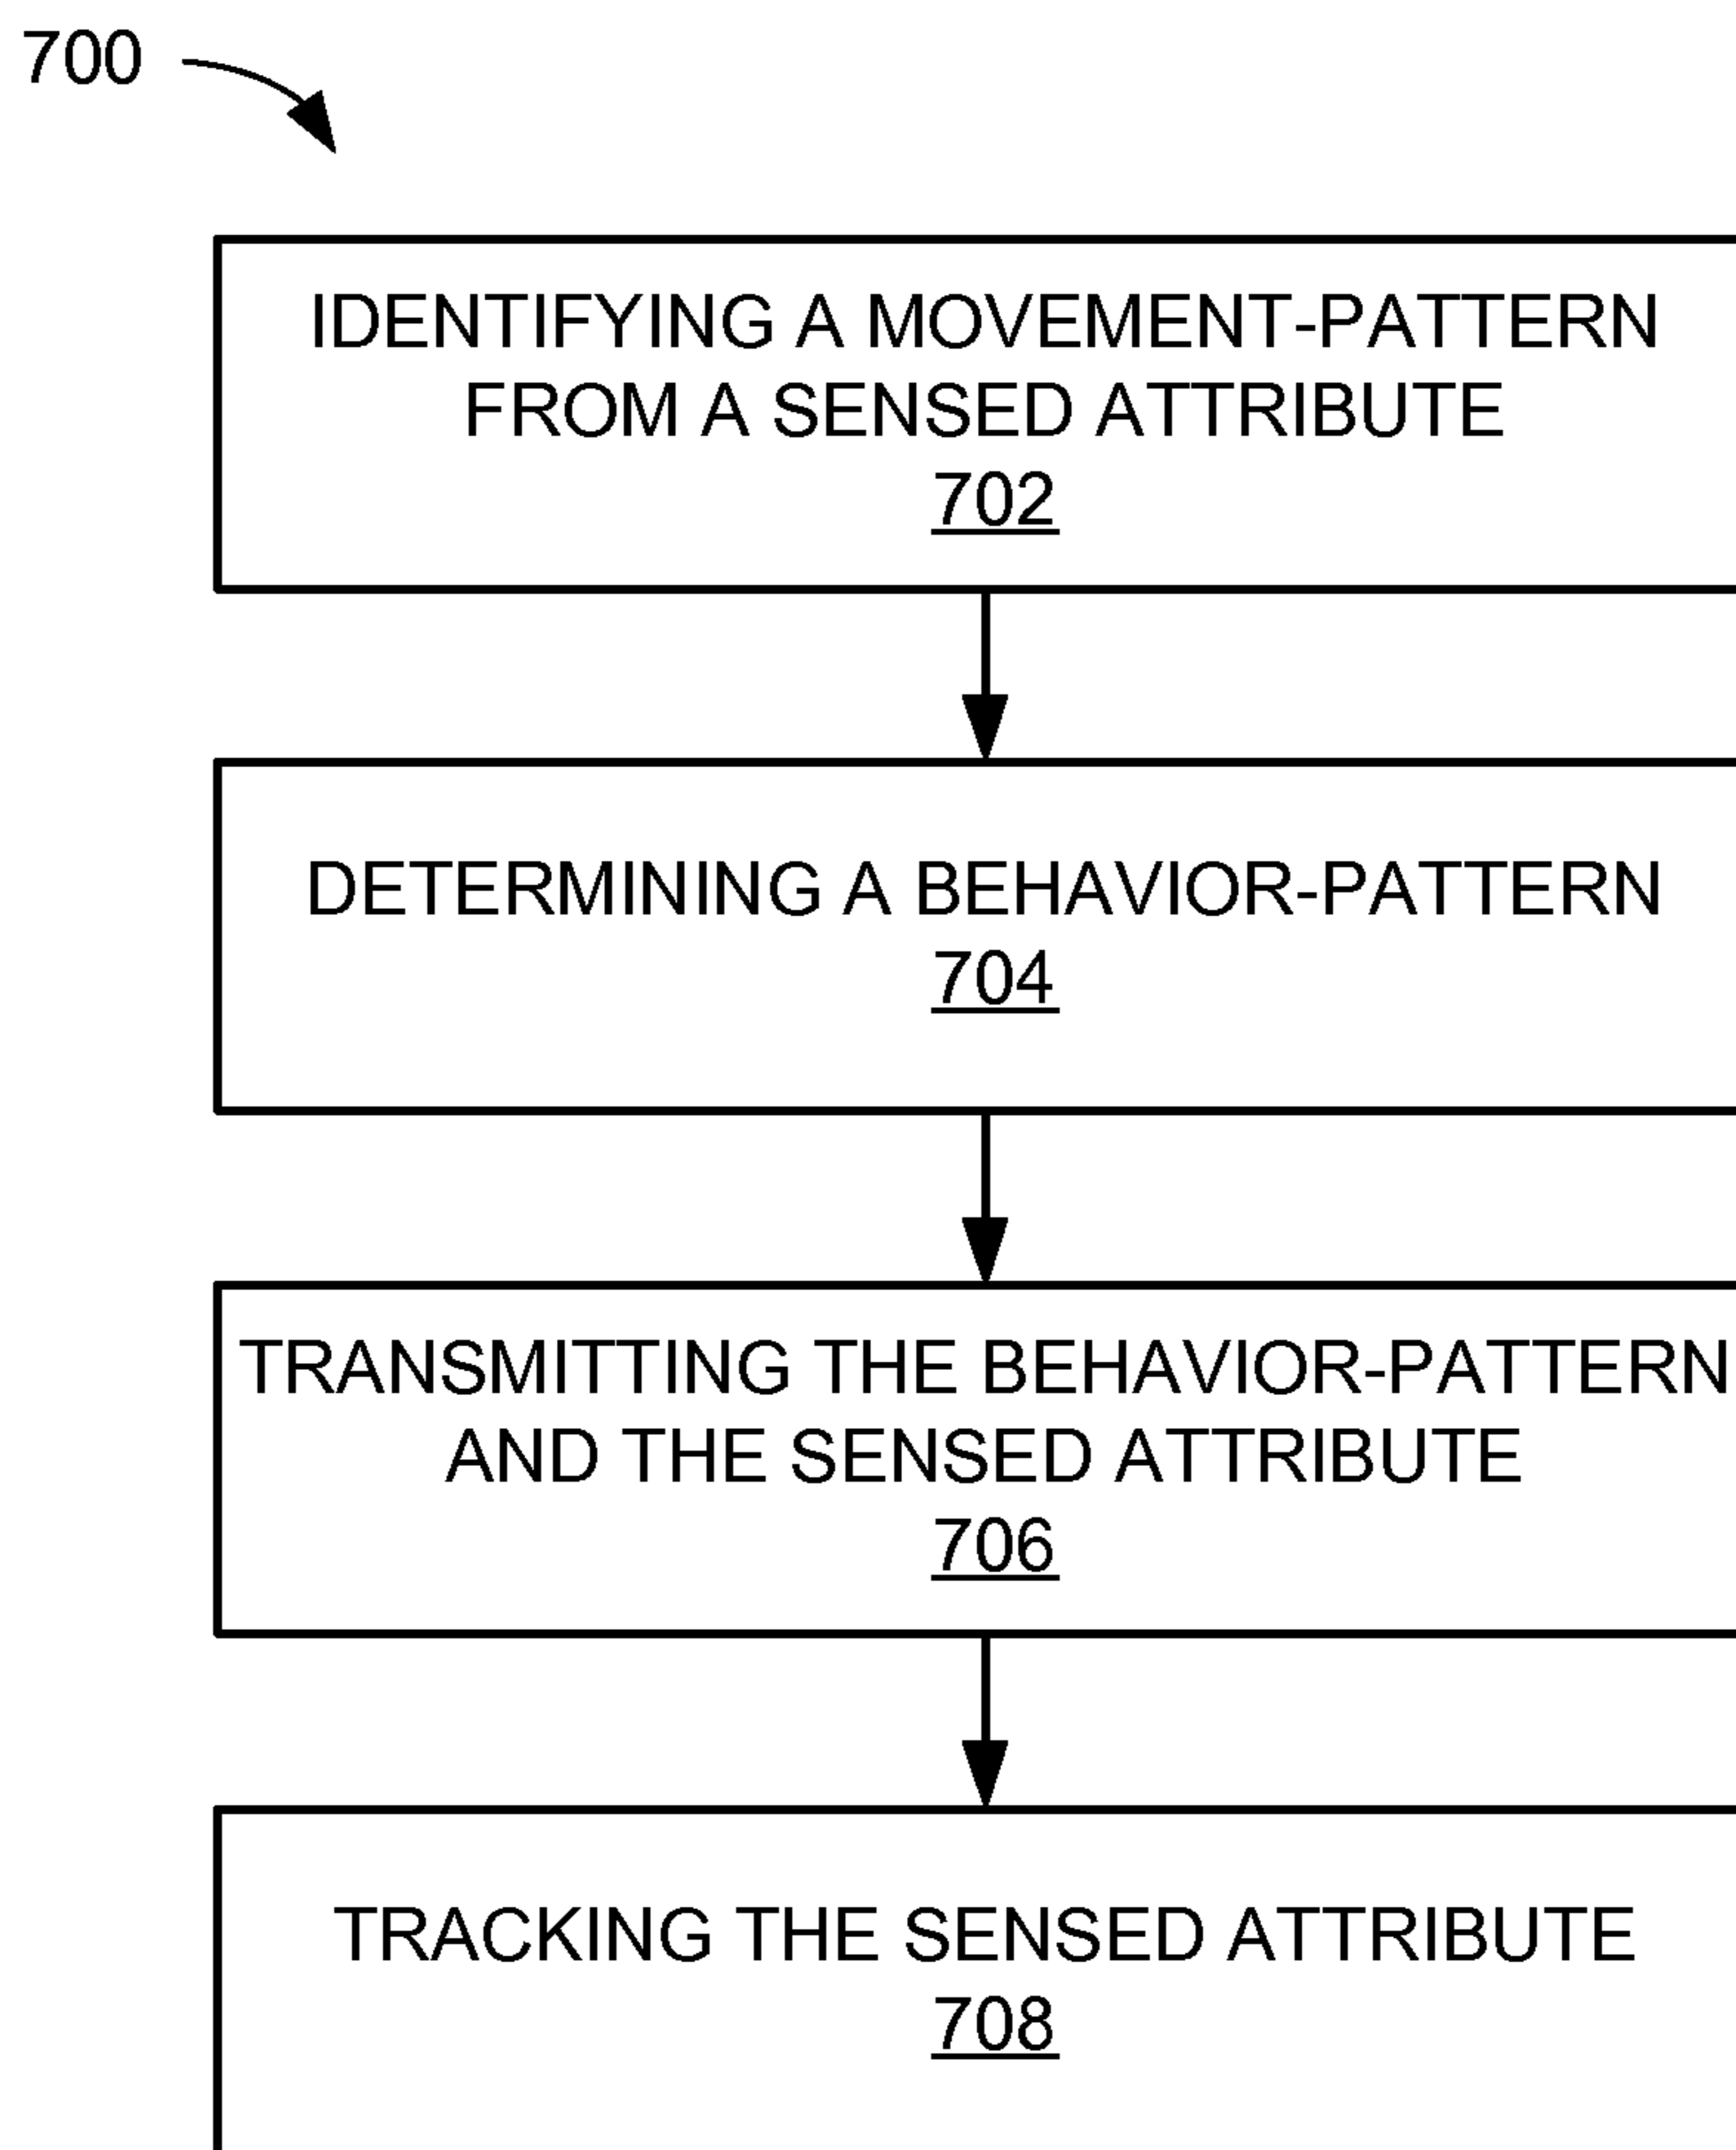 700
IDENTIFYING A MOVEMENT-PATTERN
FROM A SENSED ATTRIBUTE
702
DETERMINING A BEHAVIOR-PATTERN
704
TRANSMITTING THE BEHAVIOR-PATTERN
AND THE SENSED ATTRIBUTE
706
TRACKING THE SENSED ATTRIBUTE
708